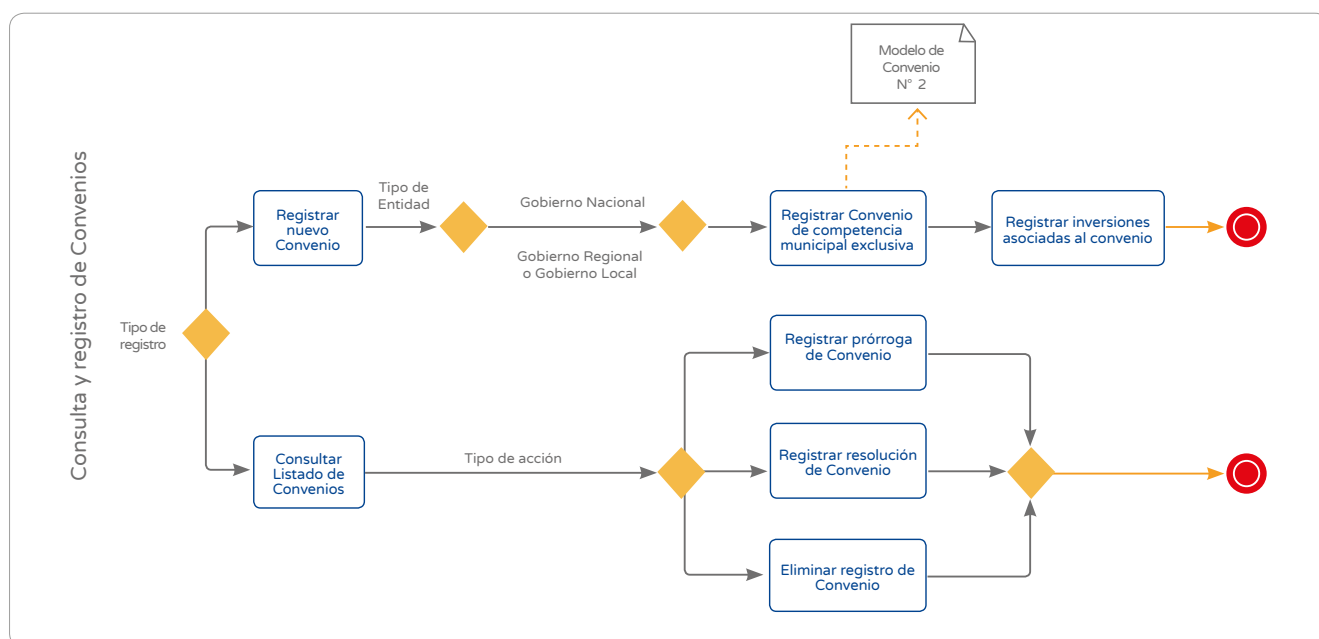 Consulta y registro de Convenios
Modelo de
Convenio
N° 2
Tipo de
registro
Registrar
nuevo
Convenio
Tipo de
Entidad
Gobierno Nacional
Gobierno Regional
o Gobierno Local
Registrar Convenio
de competencia
municipal exclusiva
Registrar inversiones
asociadas al convenio
Consultar
Listado de
Convenios
Tipo de acción
Registrar prórroga
de Convenio
Registrar resolución
de Convenio
Eliminar registro de
Convenio